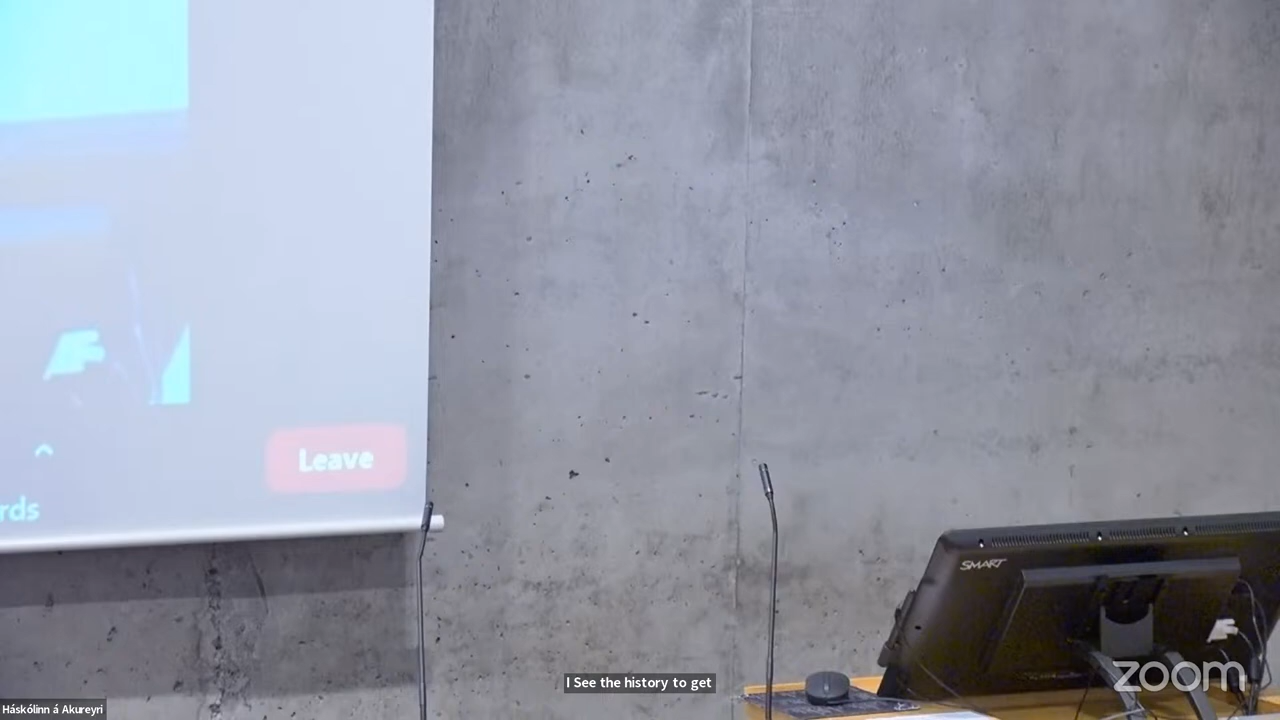 Leave
rds
SMART
I See the history to get
zoom
Háskólinn á Akureyri